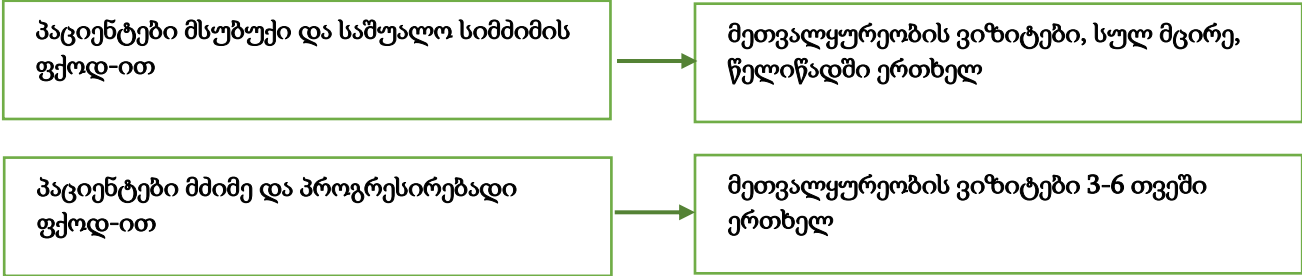 პაციენტები მსუბუქი და საშუალო სიმძიმის
ფქოდ-ით
მეთვალყურეობის ვიზიტები, სულ მცირე,
წელიწადში ერთხელ
პაციენტები მძიმე და პროგრესირებადი
ფქოდ-ით
მეთვალყურეობის ვიზიტები 3-6 თვეში
ერთხელ